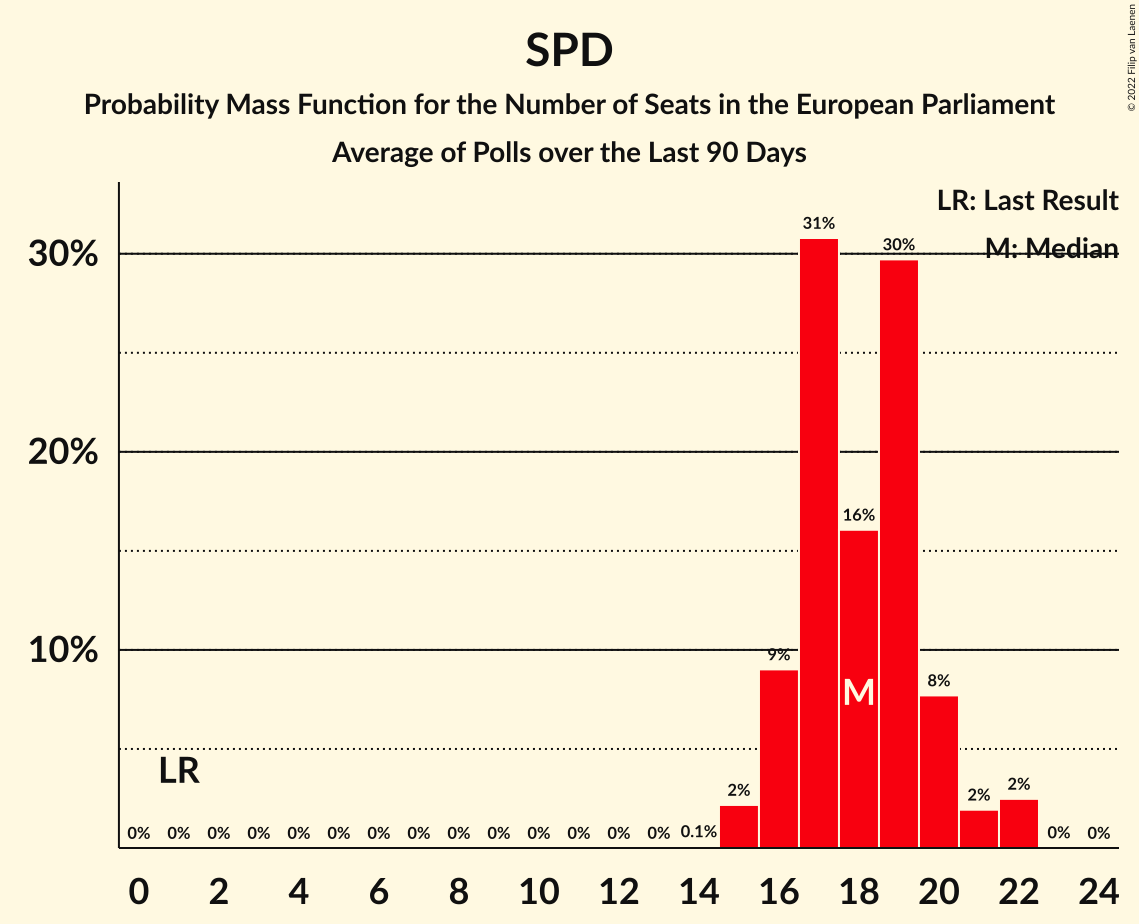 © 2022 Filip van Laenen
SPD
Probability Mass Function for the Number of Seats in the European Parliament
Average of Polls over the Last 90 Days
LR: Last Result
M: Median
30%
20%
10%
31%
30%
16%
9%
8%
M
LR
0% 0% 0% 0% 0% 0% 0% 0% 0% 0% 0% 0% 0% 0% 0.1% 2% 2% 2% 0% 0%
0 2 4 6 8 10 12 14 16 18 20 22 24